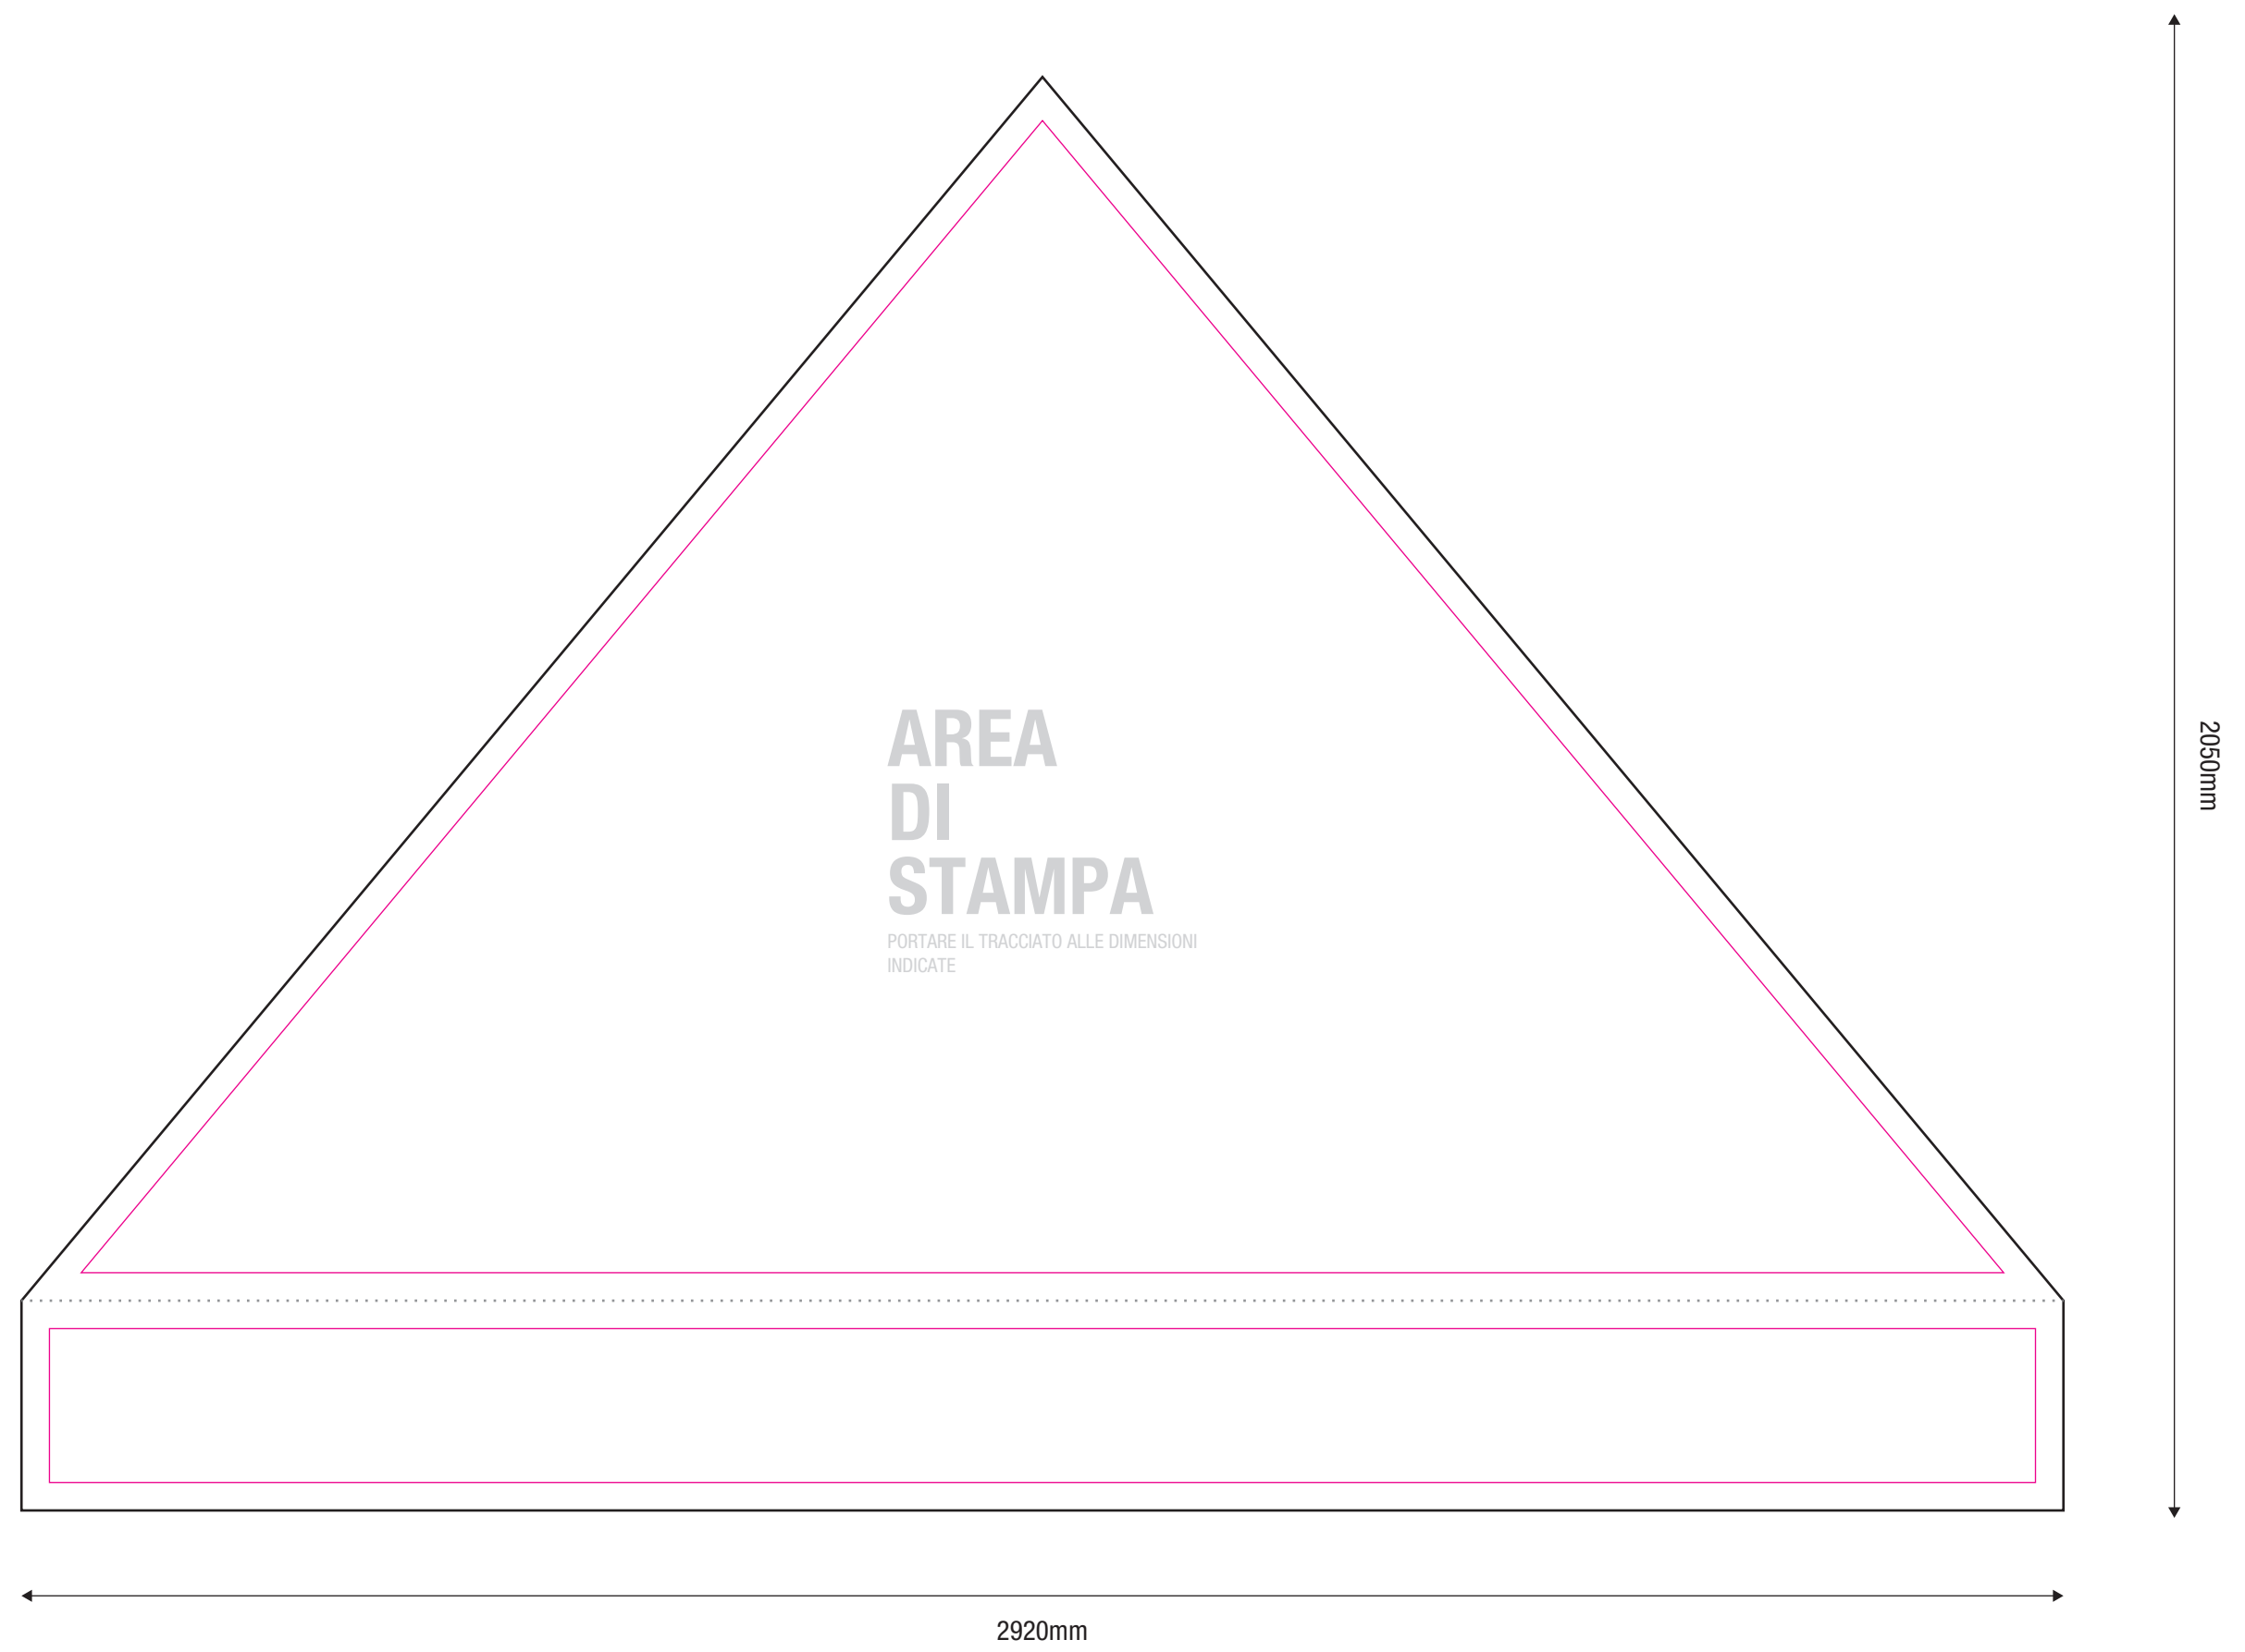 AREA
DI
STAMPA
PORTARE IL TRACCIATO ALLE DIMENSIONI
INDICATE
2050mm
2920mm